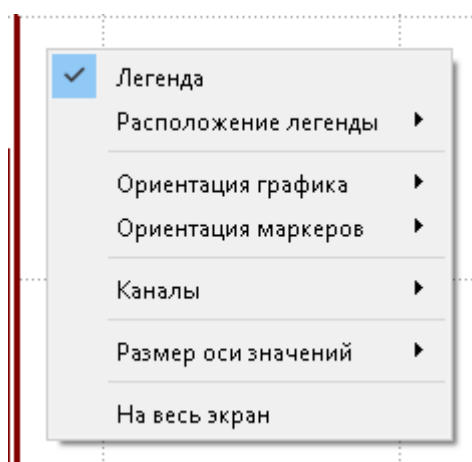 Легенда
Расположение легенды
Ориентация графика
Ориентация маркеров
Каналы
Размер оси значений
На весь экран